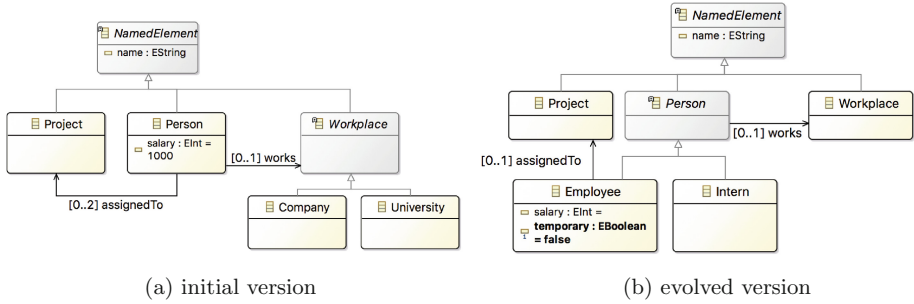 NamedElement
name : EString
Project
Person
salary : EInt =
1000
Workplace
[0..1] works
[0..2] assignedTo
Company
University
(a) initial version
NamedElement
name : EString
Project
Person
Workplace
[0..1] works
[0..1] assignedTo
Employee
salary : EInt =
temporary : EBoolean
= false
Intern
(b) evolved version